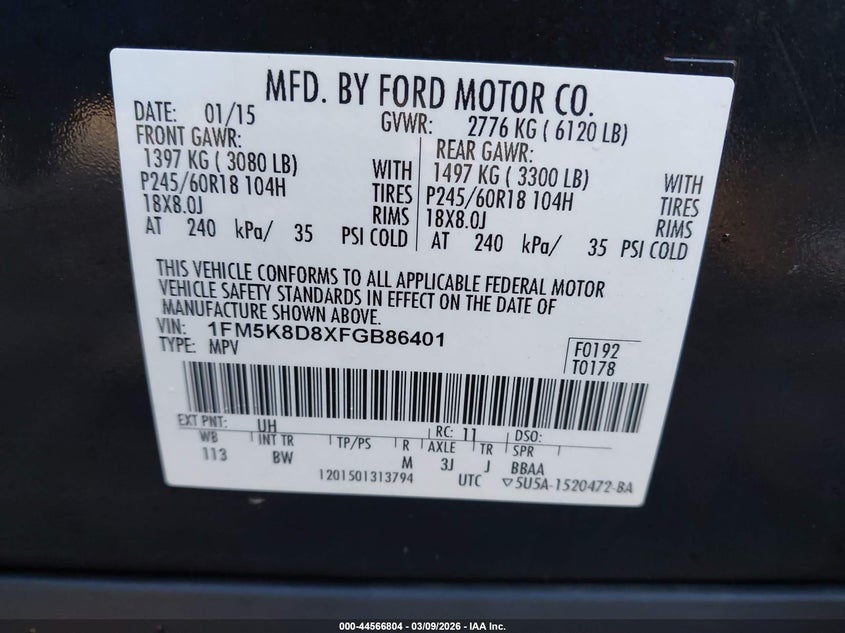 MFD. BY FORD MOTOR CO.
DATE: 01/15 GVWR: 2776 KG ( 6120 LB)
FRONT GAWR: REAR GAWR:
1397 KG ( 3080 LB) WITH 1497 KG ( 3300 LB) WITH
P245/60R18 104H TIRES P245/60R18 104H TIRES
18X8.0J RIMS 18X8.0J RIMS
AT 240 kPa/ 35 PSI COLD AT 240 kPa/ 35 PSI COLD
THIS VEHICLE CONFORMS TO ALL APPLICABLE FEDERAL MOTOR
VEHICLE SAFETY STANDARDS IN EFFECT ON THE DATE OF
MANUFACTURE SHOWN ABOVE.
VIN: 1FM5K8D8XFGB86401
TYPE: MPV
F0192
T0178
EXT PNT: UH RC: 11 DSO:
WB INT TR TP/PS R AXLE TR SPR
113 BW M 3J J BBAA
1201501313794 UTC ▽5U5A-1520472-BA
000-44566804 | 03/09/2026 - IAA Inc.